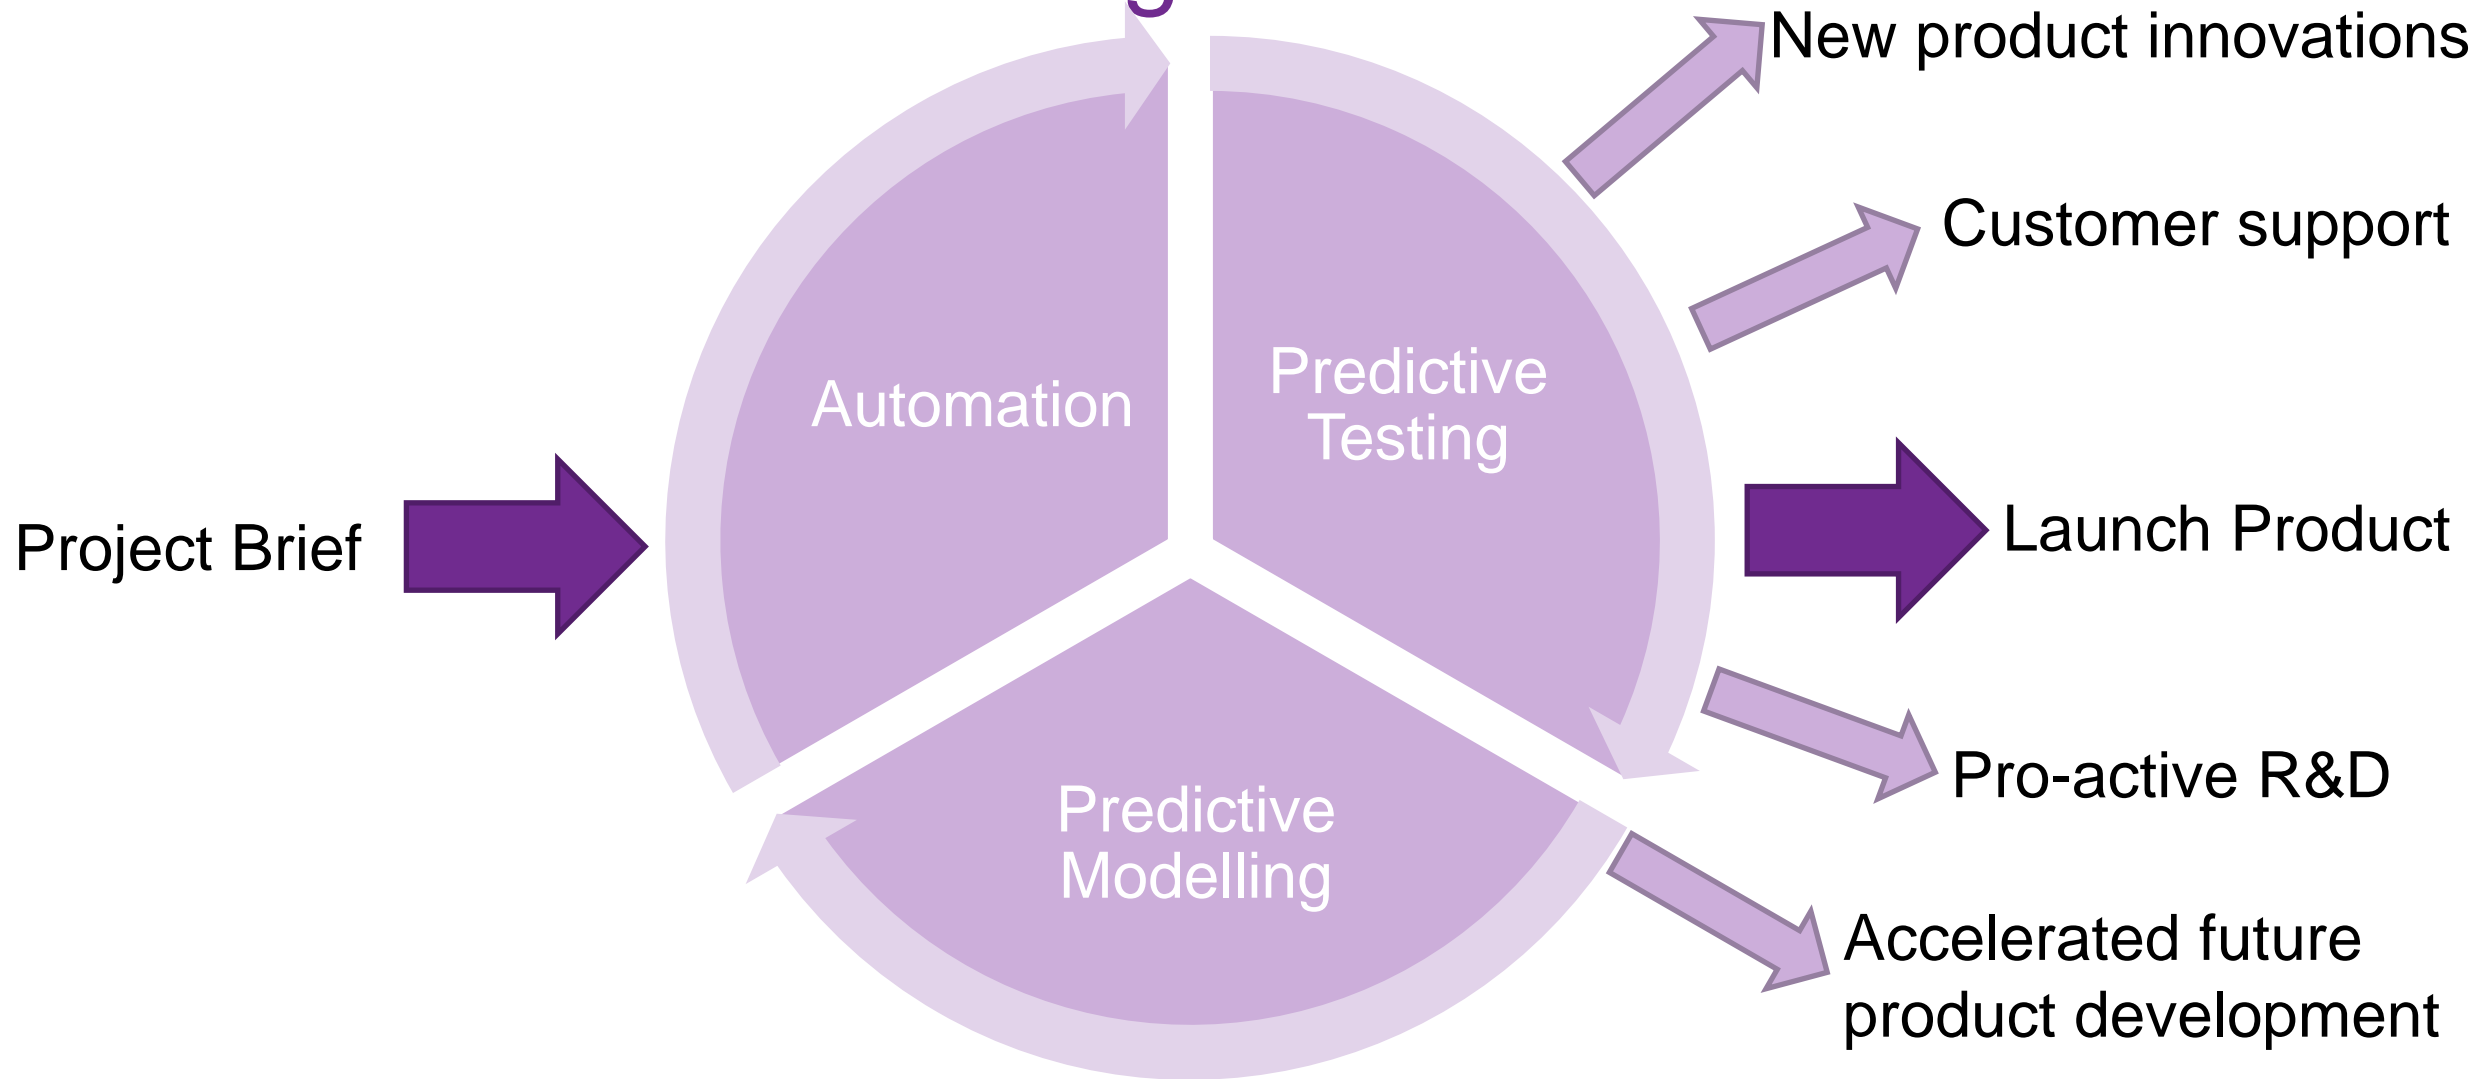 New product innovations
Customer support
Automation
Predictive
Testing
Project Brief
Launch Product
Predictive
Modelling
Pro-active R&D
Accelerated future
product development